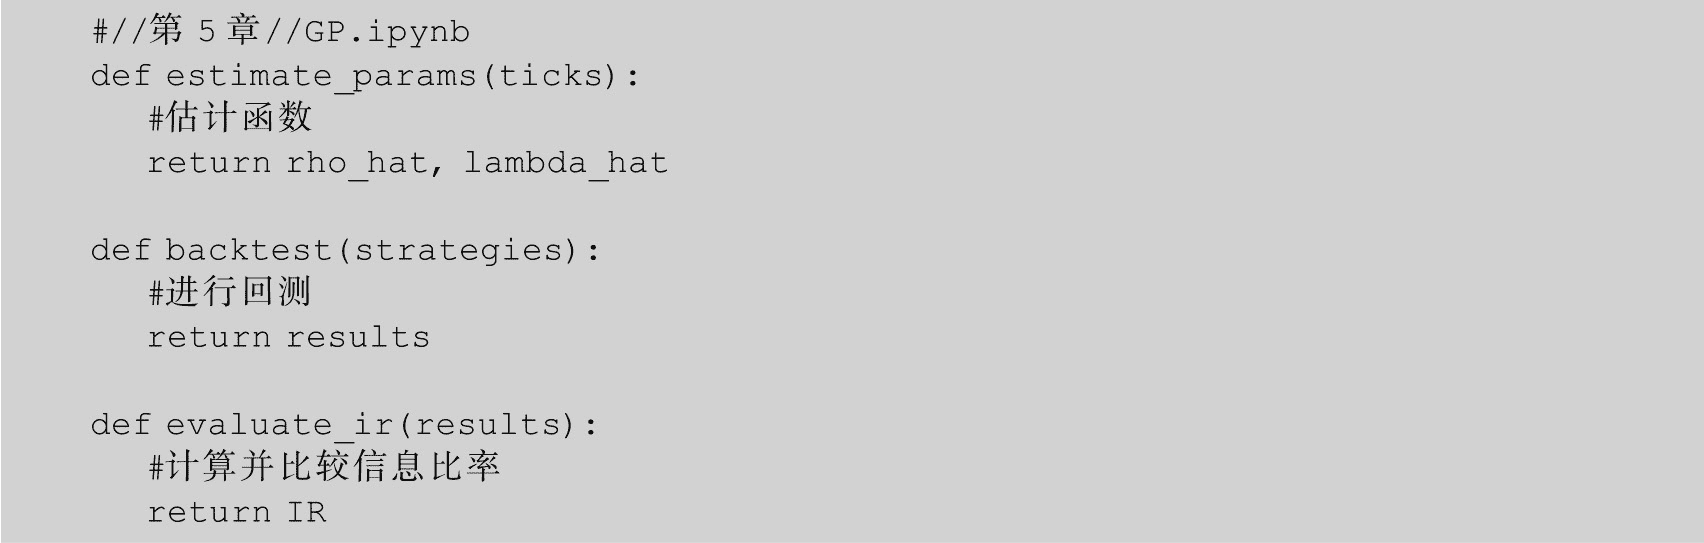 #//第 5 章//GP.ipynb
def estimate_params(ticks):
#估计函数
return rho_hat, lambda_hat
def backtest(strategies):
#进行回测
return results
def evaluate_ir(results):
#计算并比较信息比率
return IR